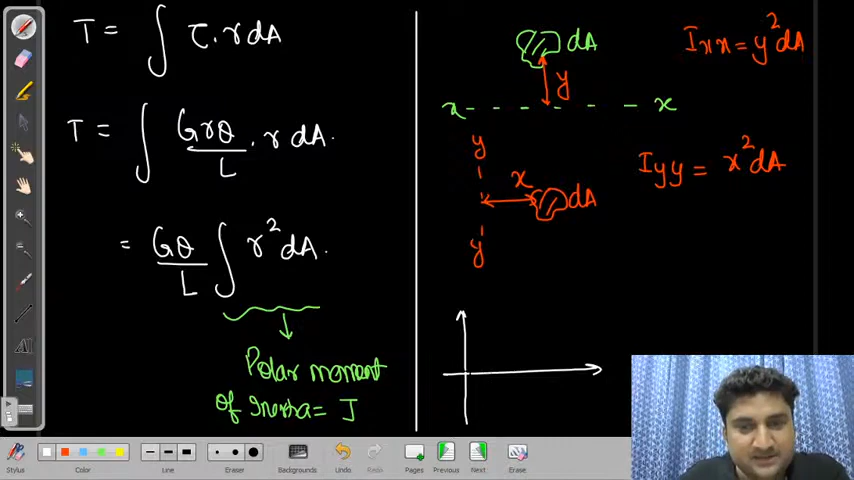 T = ∫ τ. r dA
T = ∫ Grθ/L . r dA.
= Gθ/L ∫ r² dA.
Polar moment
of Inertia = J
dA
Ixx = y² dA
y
x - - - - - - x
y
x
dA
Iyy = x² dA
y'
Stylus
Color
Line
Eraser
Backgrounds
Undo
Redo
Pages
Previous
Next
Erase